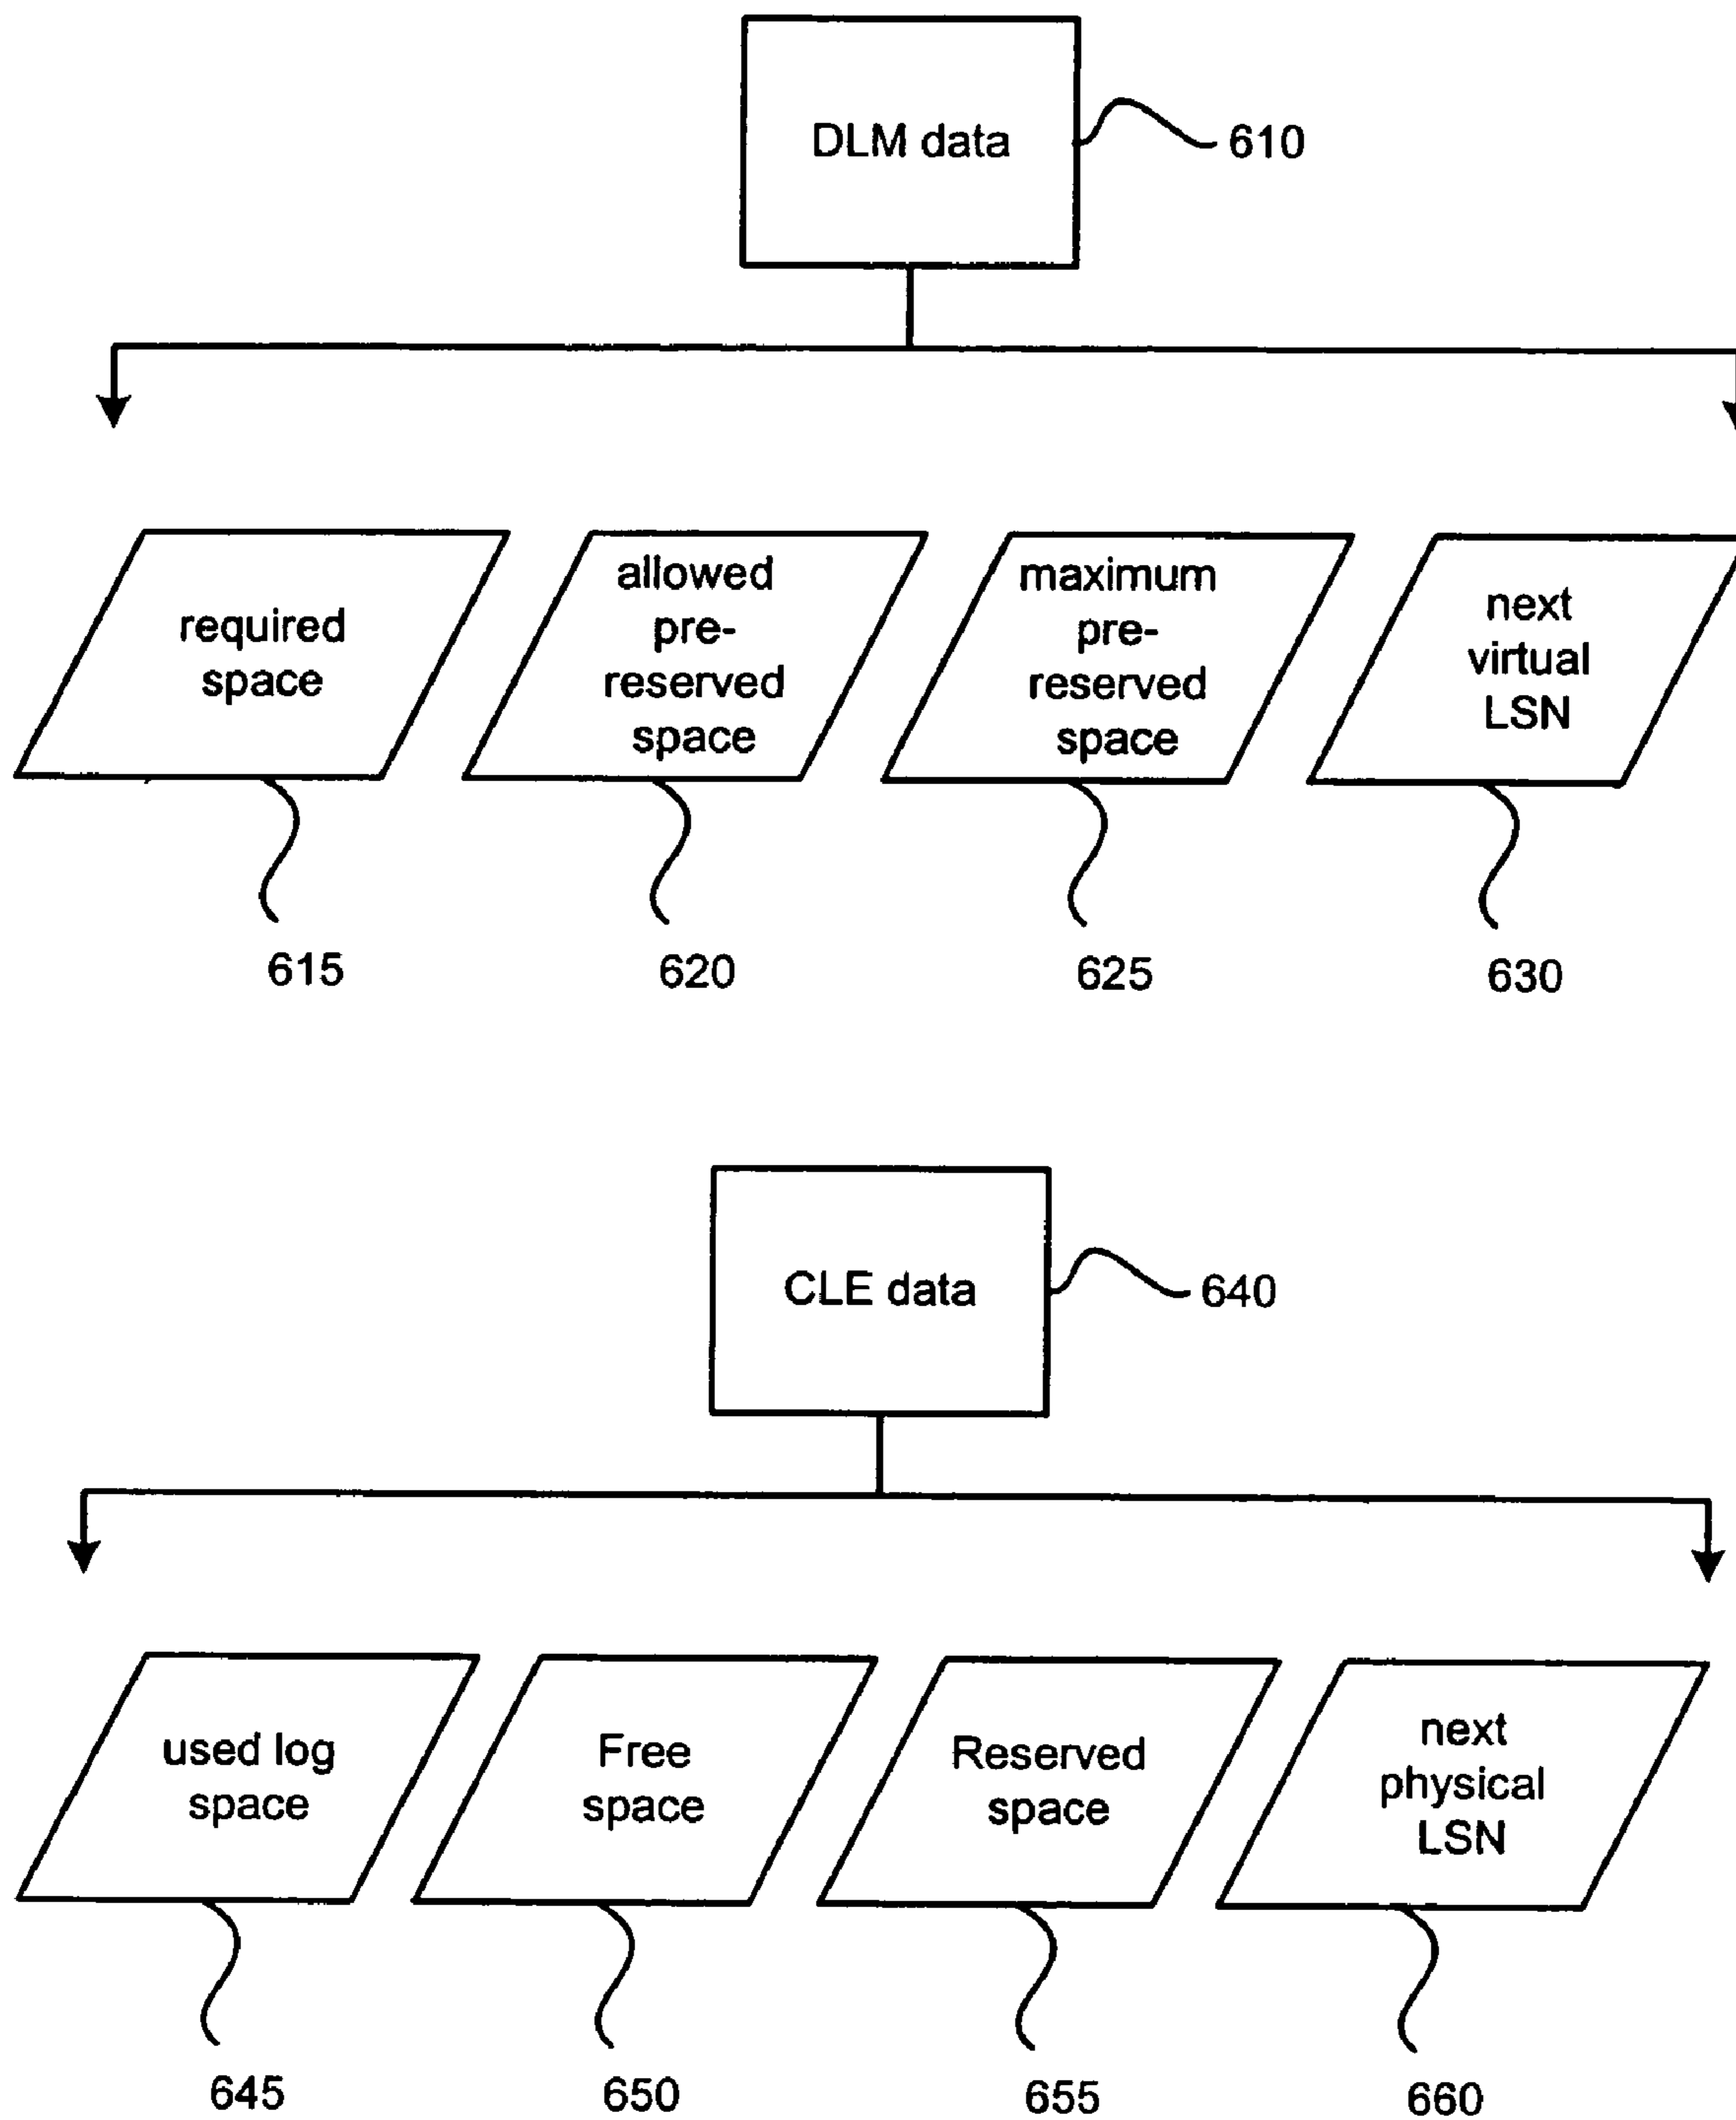 DLM data
610
required
space
allowed
pre-
reserved
space
maximum
pre-
reserved
space
next
virtual
LSN
615
620
625
630
CLE data
640
used log
space
Free
space
Reserved
space
next
physical
LSN
645
650
655
660